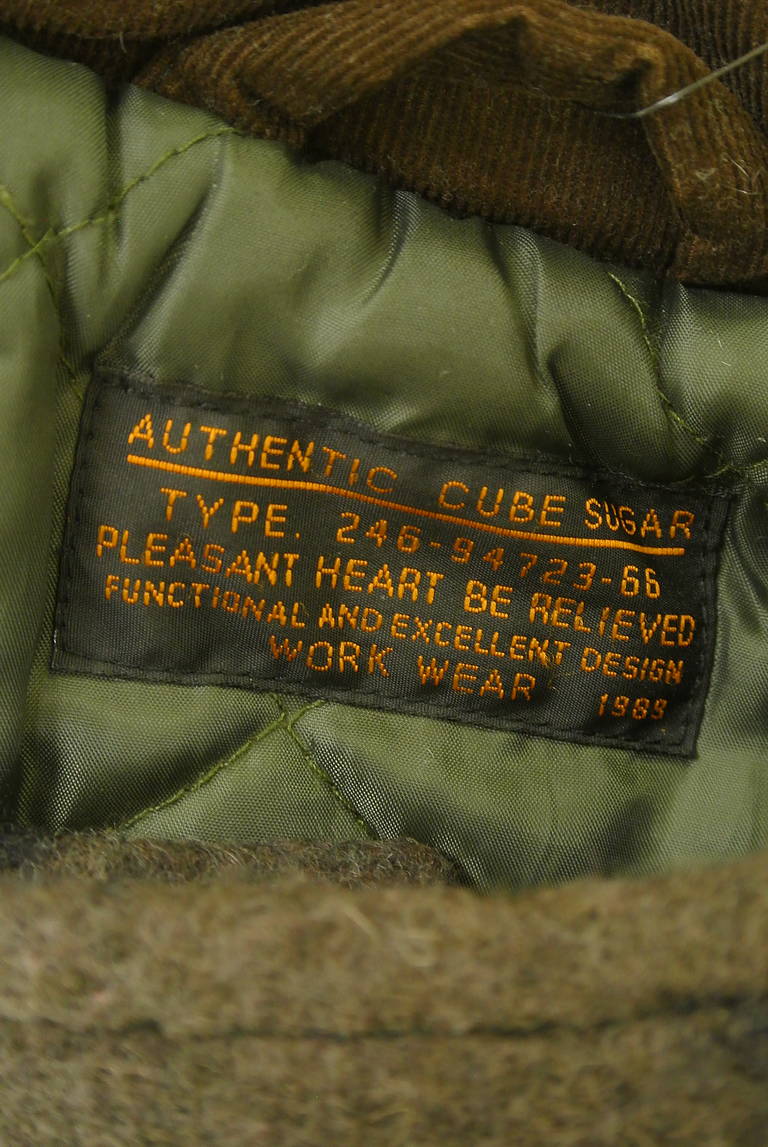 AUTHENTIC CUBE SUGAR
TYPE. 246-94723-66
PLEASANT HEART BE RELIEVED
FUNCTIONAL AND EXCELLENT DESIGN
WORK WEAR 1989